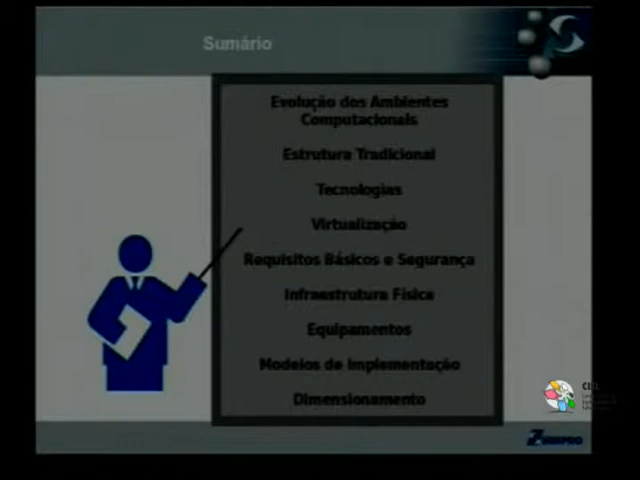 Sumário
Evolução dos Ambientes
Computacionais
Estrutura Tradicional
Tecnologias
Virtualização
Requisitos Básicos e Segurança
Infraestrutura Física
Equipamentos
Modelos de Implementação
Dimensionamento